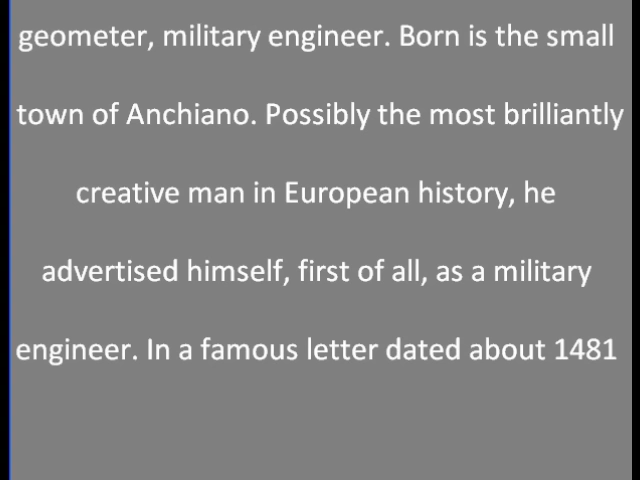 geometer, military engineer. Born is the small
town of Anchiano. Possibly the most brilliantly
creative man in European history, he
advertised himself, first of all, as a military
engineer. In a famous letter dated about 1481